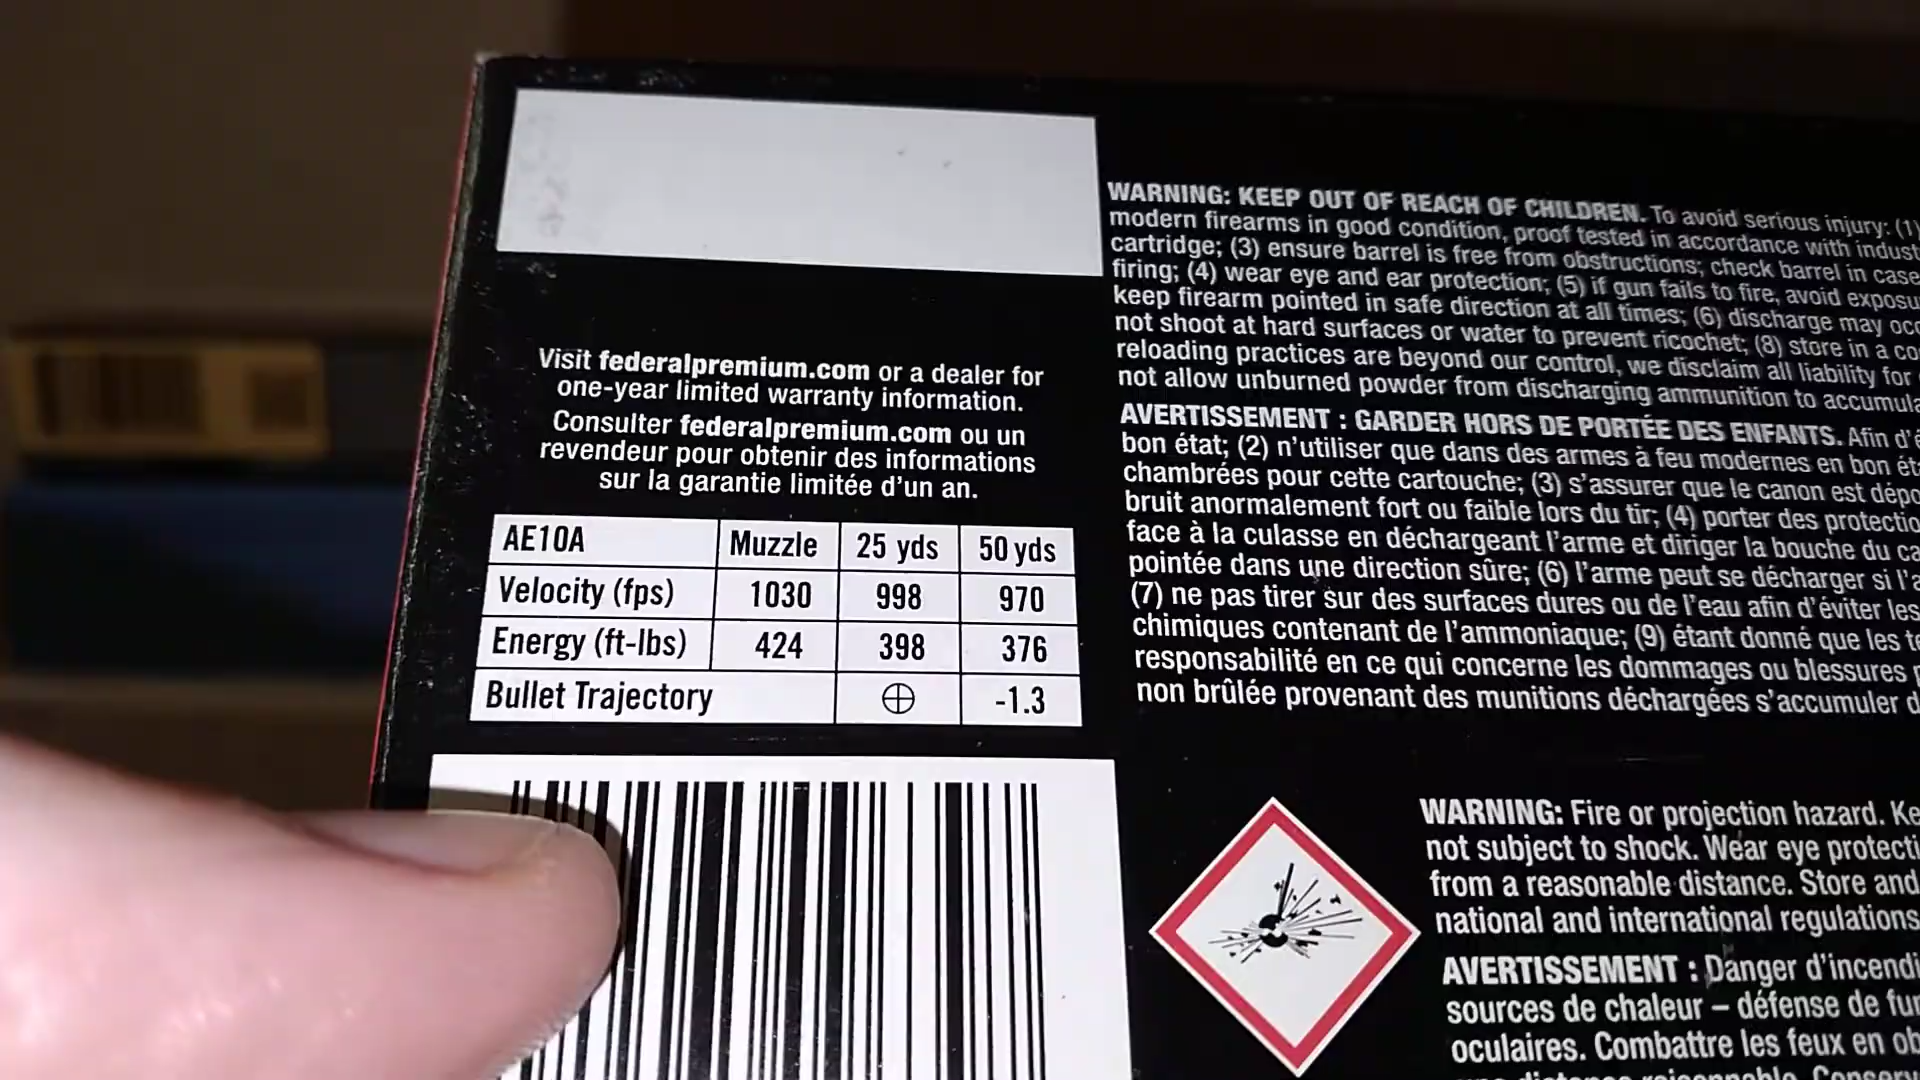 Visit federalpremium.com or a dealer for
one-year limited warranty information.
Consulter federalpremium.com ou un
revendeur pour obtenir des informations
sur la garantie limitée d'un an.
AE10A Muzzle 25 yds 50 yds
Velocity (fps) 1030 998 970
Energy (ft-lbs) 424 398 376
Bullet Trajectory ⊕ -1.3
WARNING: KEEP OUT OF REACH OF CHILDREN. To avoid serious injury: (1)
modern firearms in good condition, proof tested in accordance with
cartridge; (3) ensure barrel is free from obstructions; check barrel in case
firing; (4) wear eye and ear protection; (5) if gun fails to fire, avoid
keep firearm pointed in safe direction at all times; (6) discharge may
not shoot at hard surfaces or water to prevent ricochet; (8) store in a
reloading practices are beyond our control, we disclaim all liability for
not allow unburned powder from discharging ammunition to
AVERTISSEMENT : GARDER HORS DE PORTÉE DES ENFANTS. Afin
bon état; (2) n'utiliser que dans des armes à feu modernes en bon
chambrées pour cette cartouche; (3) s'assurer que le canon est
bruit anormalement fort ou faible lors du tir; (4) porter des
face à la culasse en déchargeant l'arme et diriger la bouche du
pointée dans une direction sûre; (6) l'arme peut se décharger si
(7) ne pas tirer sur des surfaces dures ou de l'eau afin d'éviter les
chimiques contenant de l'ammoniaque; (9) étant donné que les
responsabilité en ce qui concerne les dommages ou blessures
non brûlée provenant des munitions déchargées s'accumuler
WARNING: Fire or projection hazard.
not subject to shock. Wear eye
from a reasonable distance. Store and
national and international regulations
AVERTISSEMENT : Danger
sources de chaleur – défense de
oculaires. Combattre les feux en